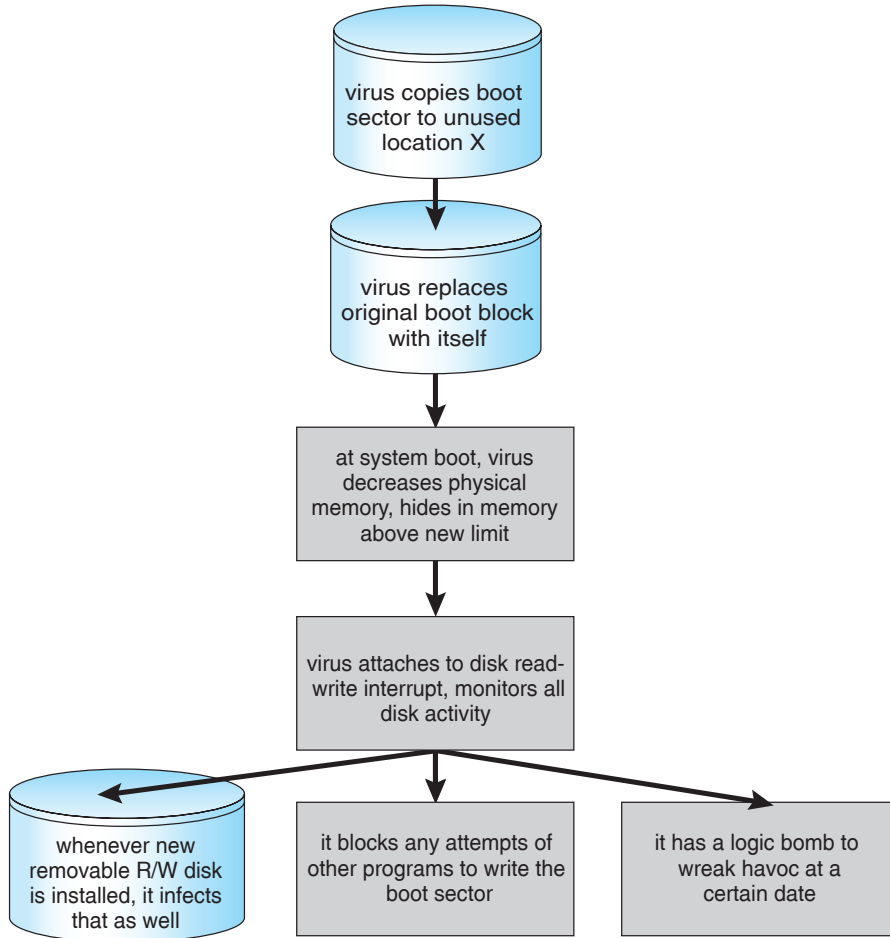 virus copies boot
sector to unused
location X
virus replaces
original boot block
with itself
at system boot, virus
decreases physical
memory, hides in memory
above new limit
virus attaches to disk read-
write interrupt, monitors all
disk activity
whenever new
removable R/W disk
is installed, it infects
that as well
it blocks any attempts of
other programs to write the
boot sector
it has a logic bomb to
wreak havoc at a
certain date